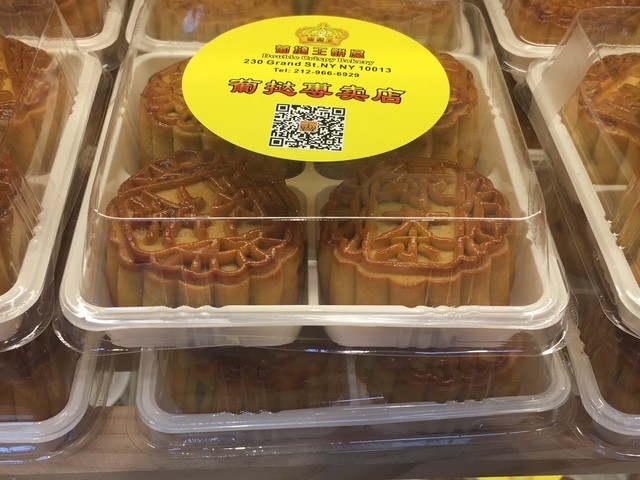 葡撻王餅屋
Double Crispy Bakery
230 Grand St. NY NY 10013
Tel: 212-966-6929
葡撻專卖店